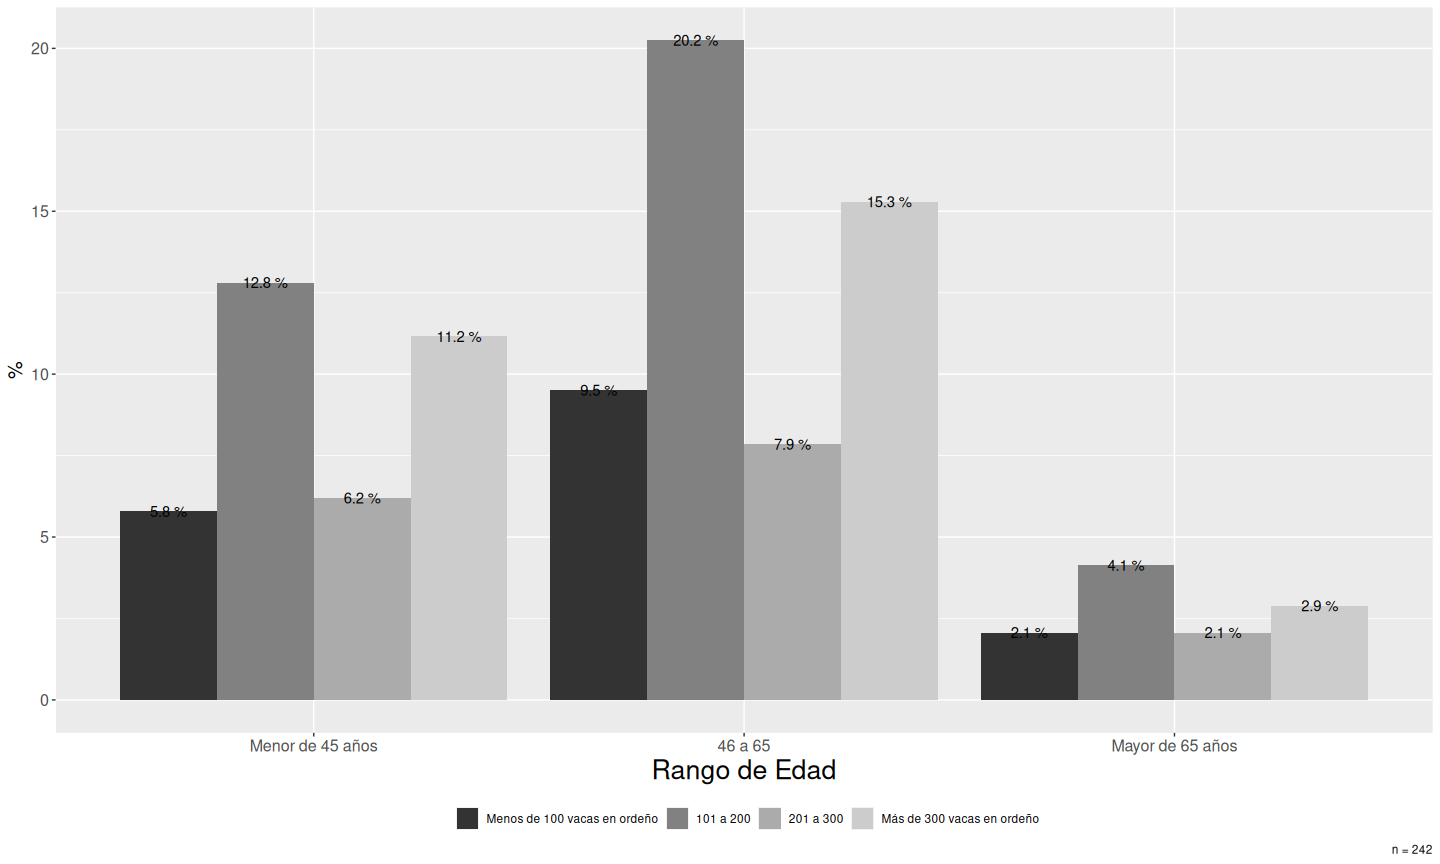 20
15
10
5
0
%
12.8 %
11.2 %
6.2 %
5.8 %
20.2 %
15.3 %
9.5 %
7.9 %
4.1 %
2.9 %
2.1 %
2.1 %
Menor de 45 años
46 a 65
Mayor de 65 años
Rango de Edad
Menos de 100 vacas en ordeño
101 a 200
201 a 300
Más de 300 vacas en ordeño
n = 242